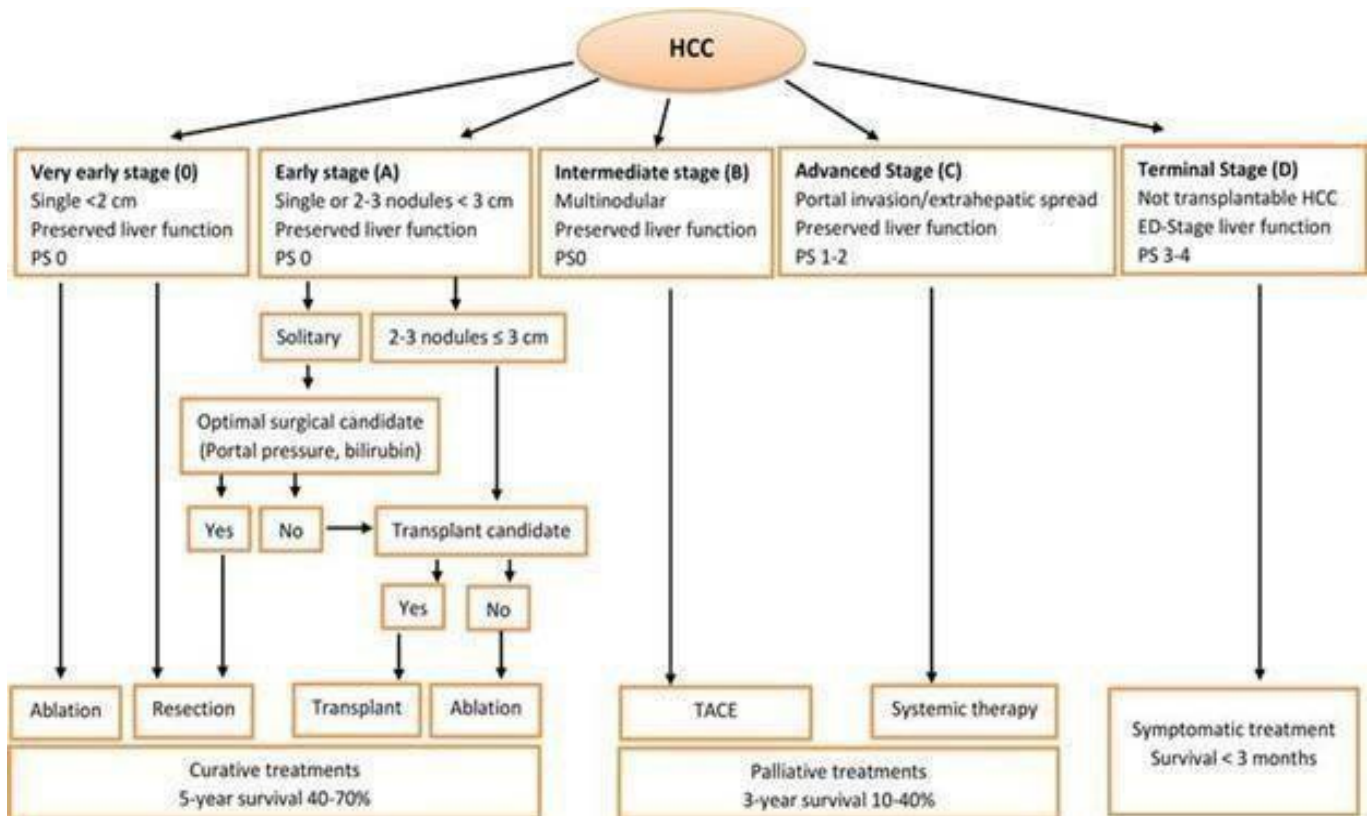 HCC
Very early stage (0)
Single <2 cm
Preserved liver function
PS 0
Early stage (A)
Single or 2-3 nodules < 3 cm
Preserved liver function
PS 0
Intermediate stage (B)
Multinodular
Preserved liver function
PS0
Advanced Stage (C)
Portal invasion/extrahepatic spread
Preserved liver function
PS 1-2
Terminal Stage (D)
Not transplantable HCC
ED-Stage liver function
PS 3-4
Solitary
2-3 nodules ≤ 3 cm
Optimal surgical candidate
(Portal pressure, bilirubin)
Yes
No
Transplant candidate
Yes
No
Ablation
Resection
Transplant
Ablation
TACE
Systemic therapy
Symptomatic treatment
Survival < 3 months
Curative treatments
5-year survival 40-70%
Palliative treatments
3-year survival 10-40%